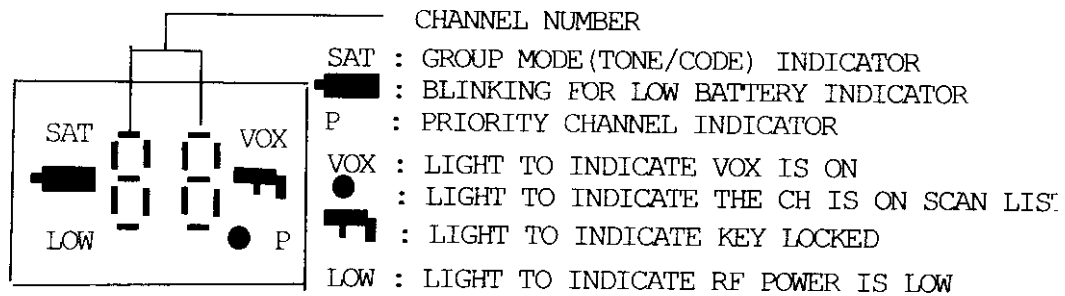 CHANNEL NUMBER
SAT : GROUP MODE(TONE/CODE) INDICATOR
: BLINKING FOR LOW BATTERY INDICATOR
P : PRIORITY CHANNEL INDICATOR
VOX : LIGHT TO INDICATE VOX IS ON
: LIGHT TO INDICATE THE CH IS ON SCAN LIST
: LIGHT TO INDICATE KEY LOCKED
LOW : LIGHT TO INDICATE RF POWER IS LOW
SAT
88
VOX
LOW
P